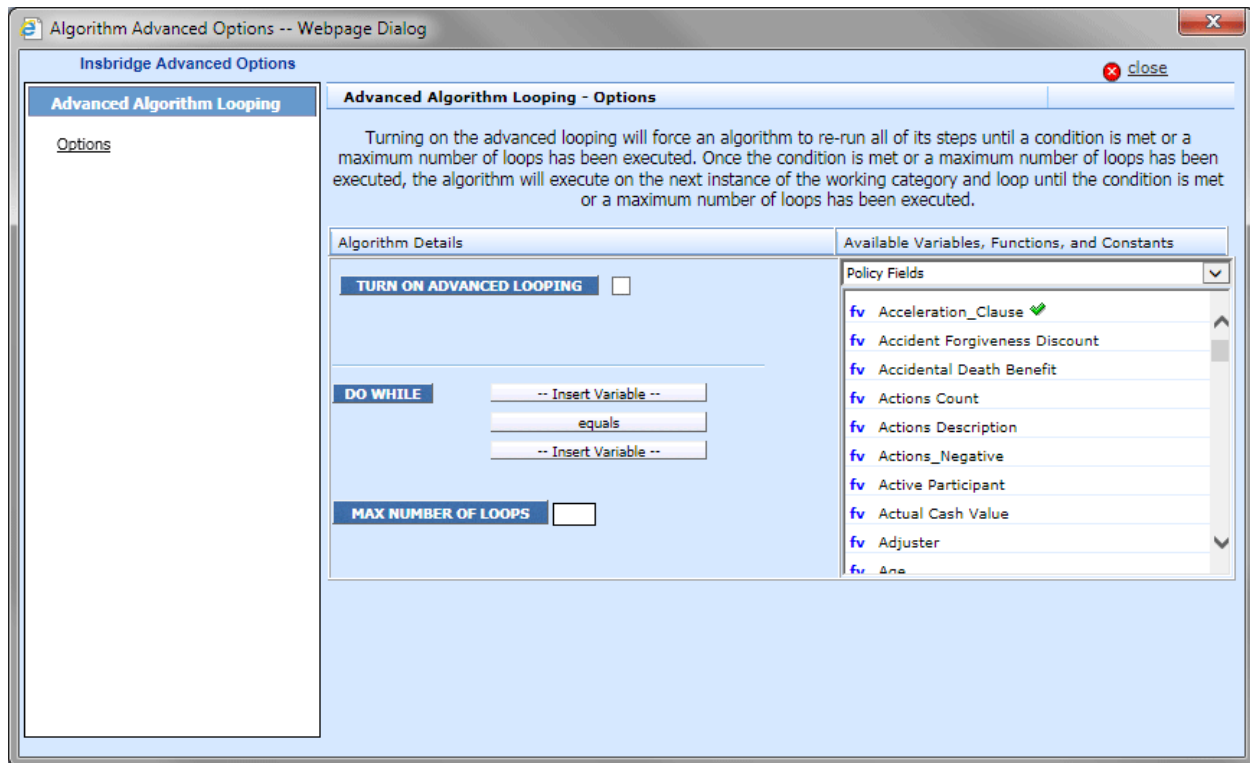 Algorithm Advanced Options -- Webpage Dialog
x
Insbridge Advanced Options
close
Advanced Algorithm Looping
Options
Advanced Algorithm Looping - Options
Turning on the advanced looping will force an algorithm to re-run all of its steps until a condition is met or a
maximum number of loops has been executed. Once the condition is met or a maximum number of loops has been
executed, the algorithm will execute on the next instance of the working category and loop until the condition is met
or a maximum number of loops has been executed.
Algorithm Details
TURN ON ADVANCED LOOPING
DO WHILE
-- Insert Variable --
equals
-- Insert Variable --
MAX NUMBER OF LOOPS
Available Variables, Functions, and Constants
Policy Fields
fv Acceleration_Clause
fv Accident Forgiveness Discount
fv Accidental Death Benefit
fv Actions Count
fv Actions Description
fv Actions_Negative
fv Active Participant
fv Actual Cash Value
fv Adjuster
fv Age